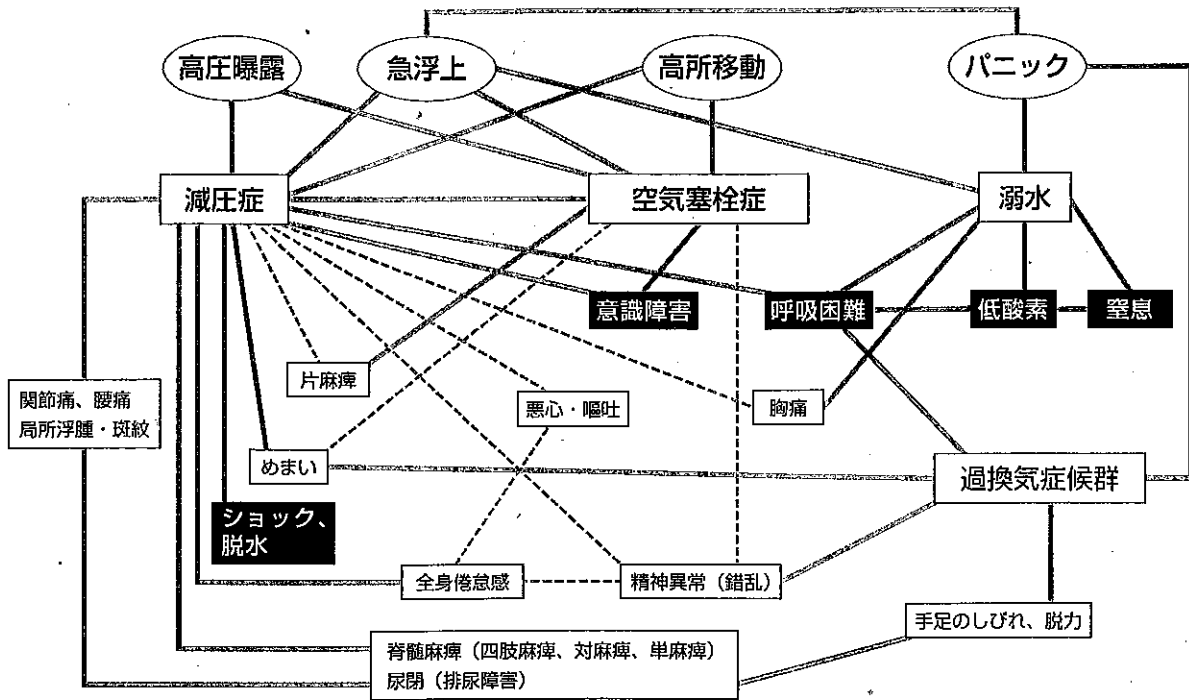 高圧曝露
急浮上
高所移動
パニック
減圧症
空気塞栓症
溺水
意識障害
呼吸困難
低酸素
窒息
片麻痺
関節痛、腰痛
局所浮腫・斑紋
悪心・嘔吐
胸痛
めまい
過換気症候群
ショック、
脱水
全身倦怠感
精神異常（錯乱）
手足のしびれ、脱力
脊髄麻痺（四肢麻痺、対麻痺、単麻痺）
尿閉（排尿障害）